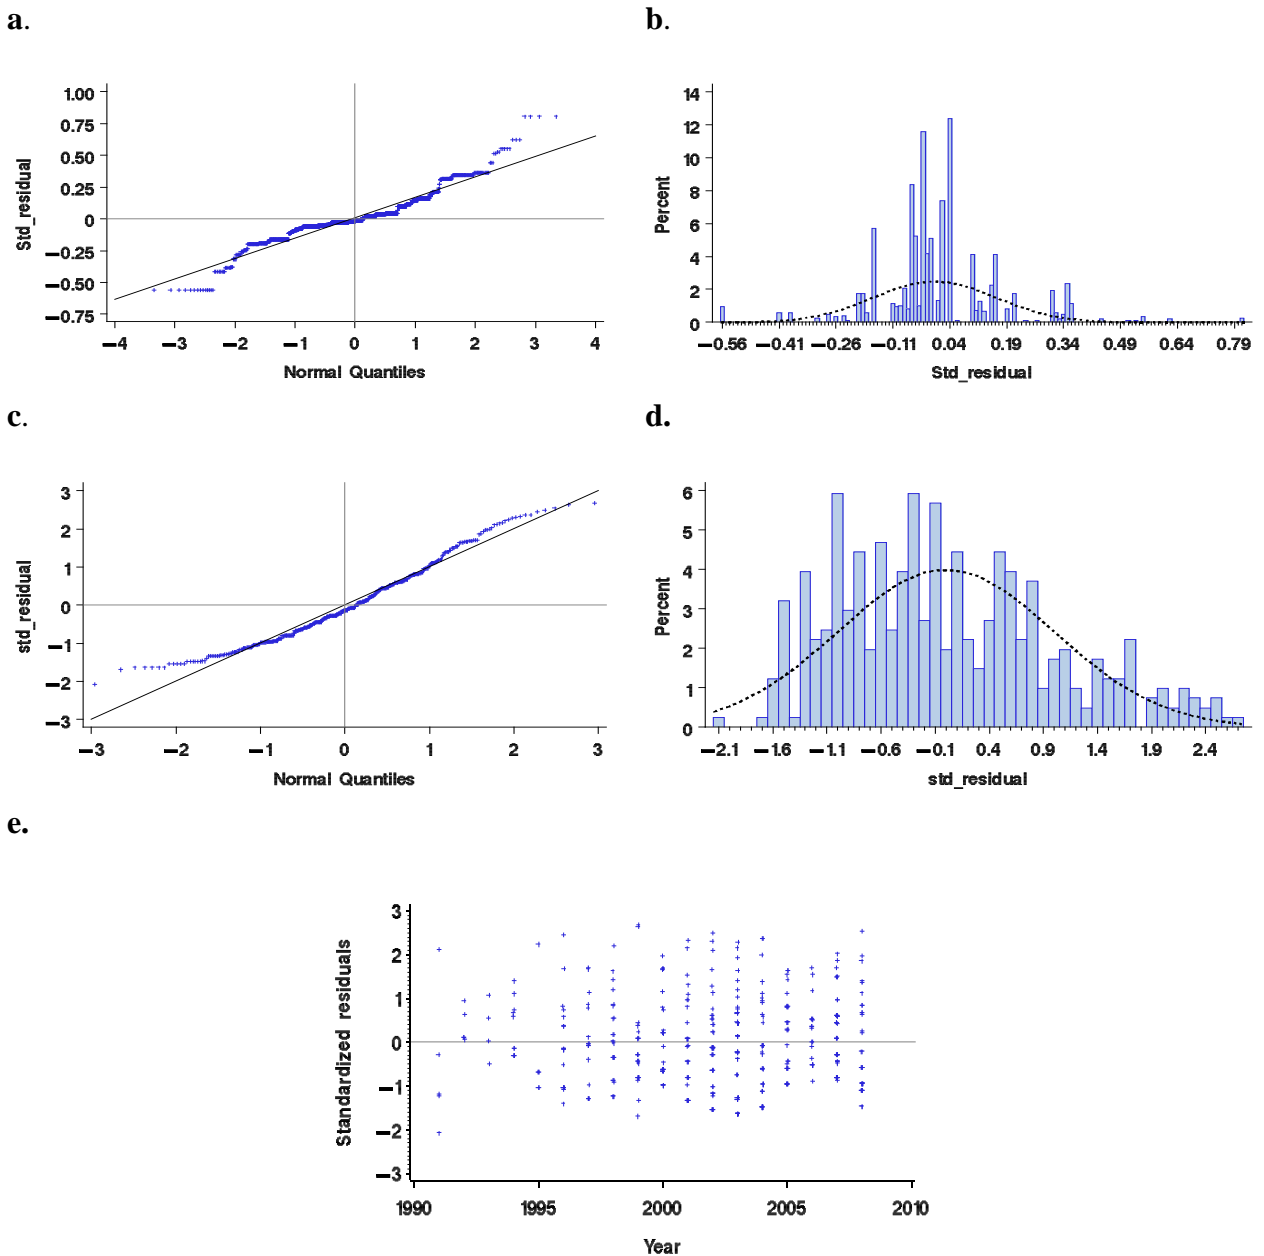 a.
b.
1.00
0.75
0.50
0.25
0
−0.25
−0.50
−0.75
Std_residual
−4 −3 −2 −1 0 1 2 3 4
Normal Quantiles
14
12
10
8
6
4
2
0
Percent
−0.56 −0.41 −0.26 −0.11 0.04 0.19 0.34 0.49 0.64 0.79
Std_residual
c.
d.
3
2
1
0
−1
−2
−3
std_residual
−3 −2 −1 0 1 2 3
Normal Quantiles
6
5
4
3
2
1
0
Percent
−2.1 −1.6 −1.1 −0.6 −0.1 0.4 0.9 1.4 1.9 2.4
std_residual
e.
3
2
1
0
−1
−2
−3
Standardized residuals
1990 1995 2000 2005 2010
Year